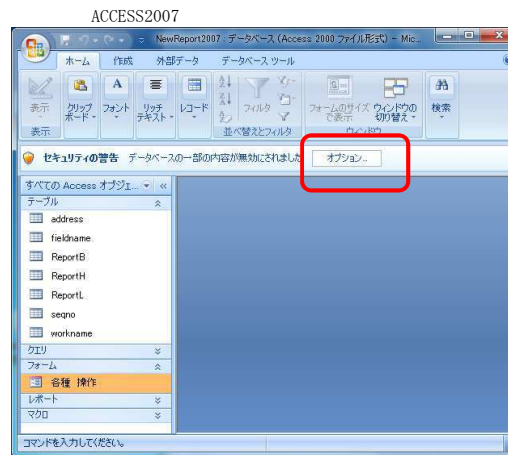 ACCESS2007
NewReport2007 : データベース (Access 2000 ファイル形式) - Mic...
ホーム 作成 外部データ データベース ツール
表示 クリップボード フォント リッチテキスト レコード フィルタ フォームのサイズで表示 ウィンドウの切り替え 検索
表示 並べ替えとフィルタ ウィンドウ
セキュリティの警告 データベースの一部の内容が無効にされました オプション...
すべての Access オブジェ...
テーブル
address
fieldname
ReportB
ReportH
ReportL
seqno
workname
クエリ
フォーム
各種 操作
レポート
マクロ
コマンドを入力してください。